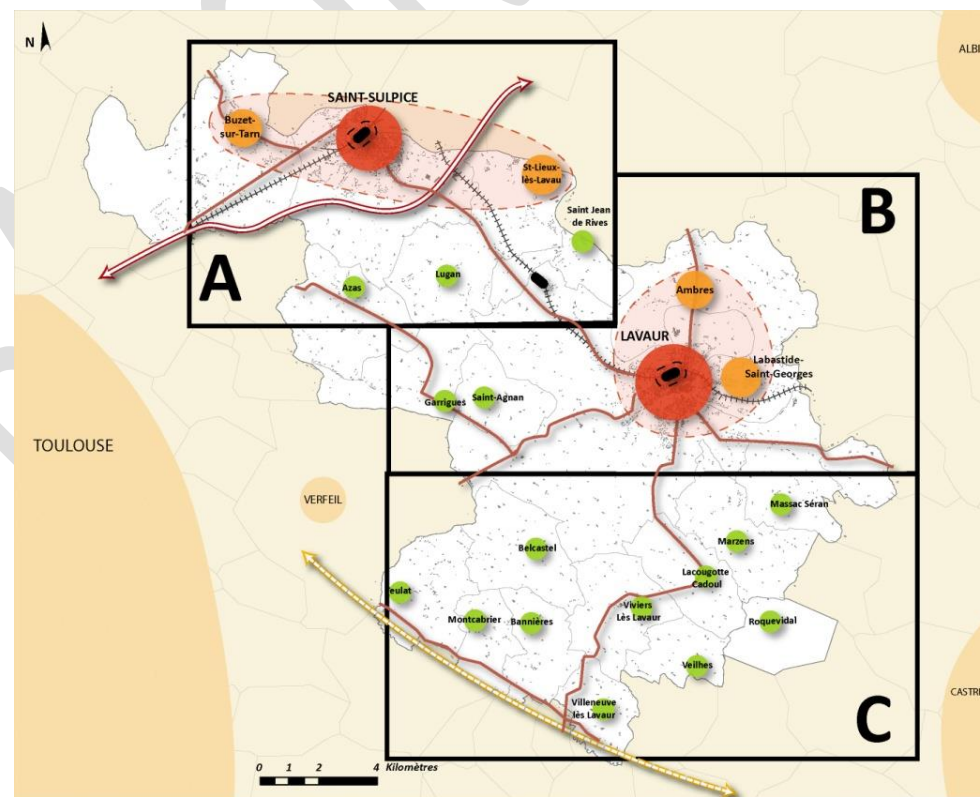 N
ALBI
SAINT-SULPICE
Buzet-
sur-Tarn
St-Lieux-
lès-Lavau
Saint Jean
de Rives
B
A
Lugan
Azas
Ambres
LAVAUR
Labastide-
Saint-Georges
Garrigues
Saint-Agnan
TOULOUSE
VERFEIL
Massac Séran
Marzens
Belcastel
Lacougotte
Cadoul
Viviers
Lès Lavaur
Montcabrier
Bannières
Roquevidal
Veilhes
Villeneuve
lès Lavaur
CASTRE
C
0 1 2 4 Kilomètres